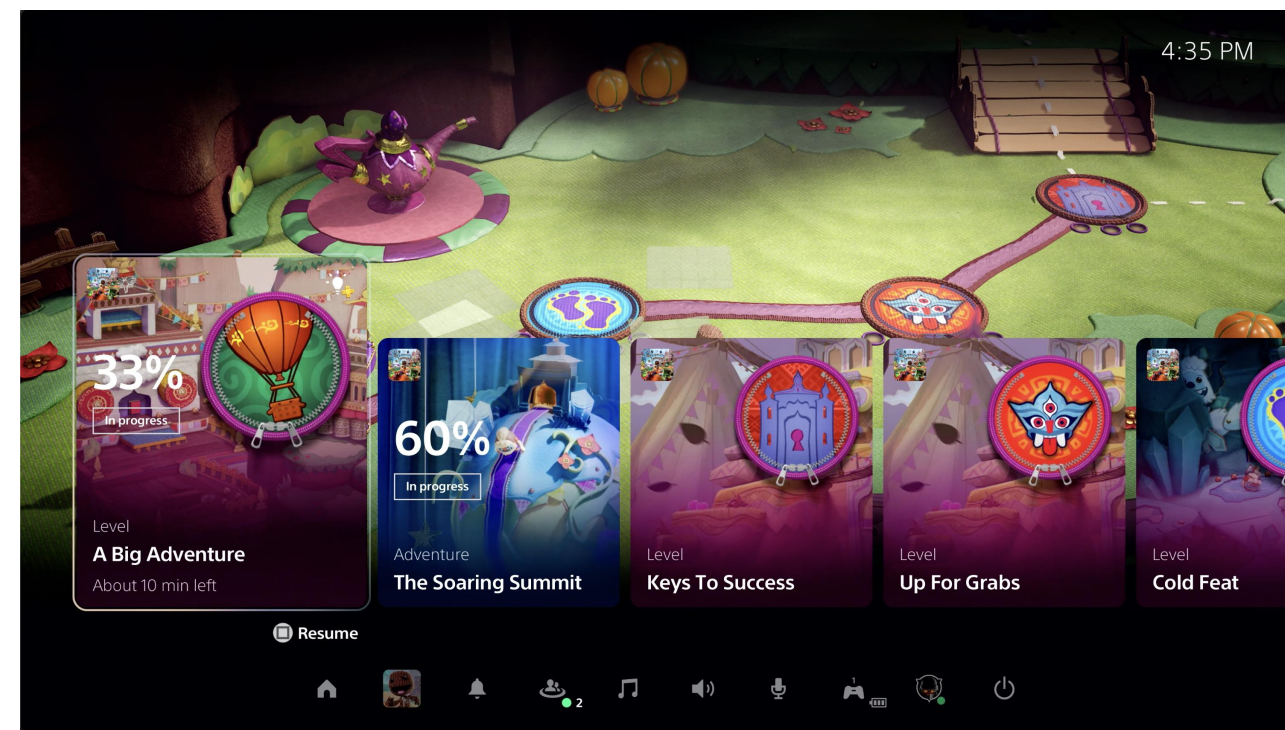 4:35 PM
33%
In progress
Level
A Big Adventure
About 10 min left
60%
In progress
Adventure
The Soaring Summit
Level
Keys To Success
Level
Up For Grabs
Level
Cold Feat
Resume
2
1